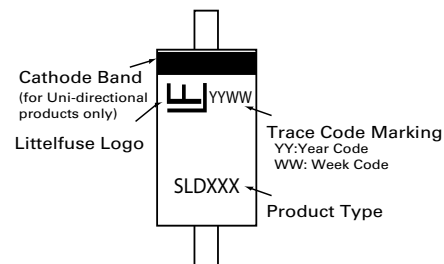 Cathode Band
(for Uni-directional
products only)
Littelfuse Logo
YYWW
Trace Code Marking
YY:Year Code
WW: Week Code
SLDXXX
Product Type